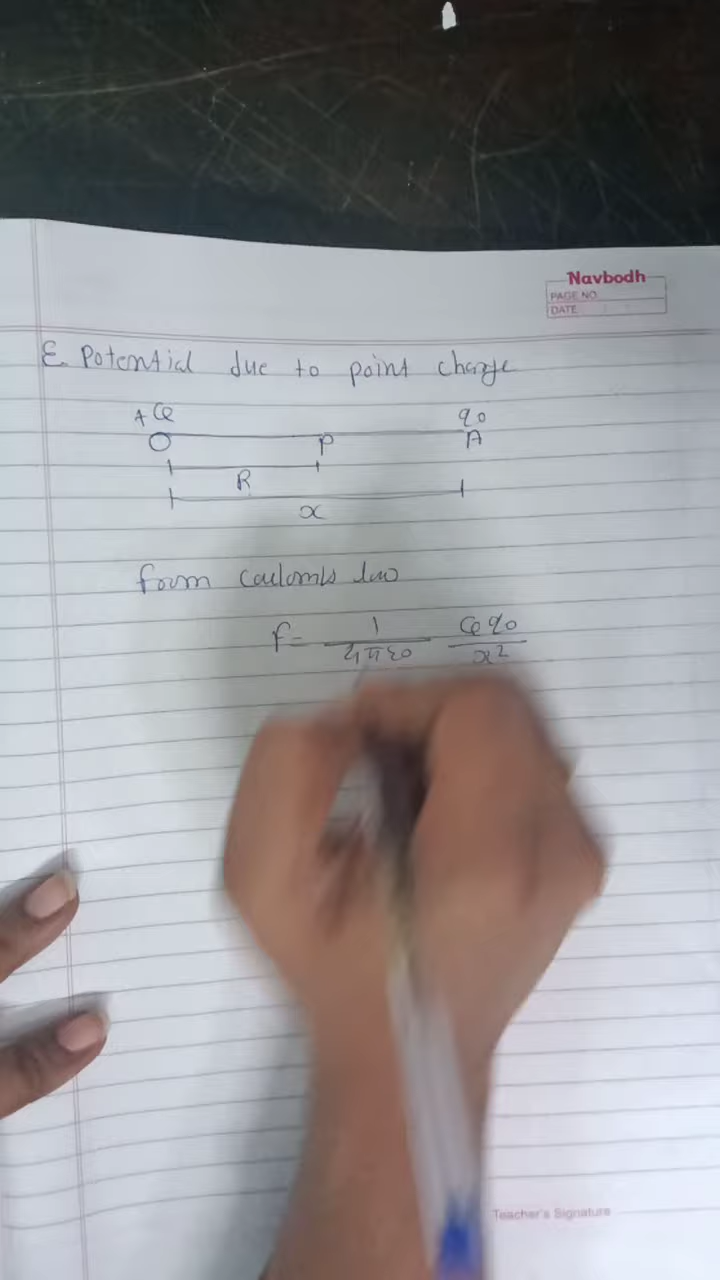 Navbodh
PAGE NO.
DATE
E Potential due to point charge
+Q q0
O P A
R
x
from Coulombs law
F= 1/4πε0 Qq0/x²
Teacher's Signature